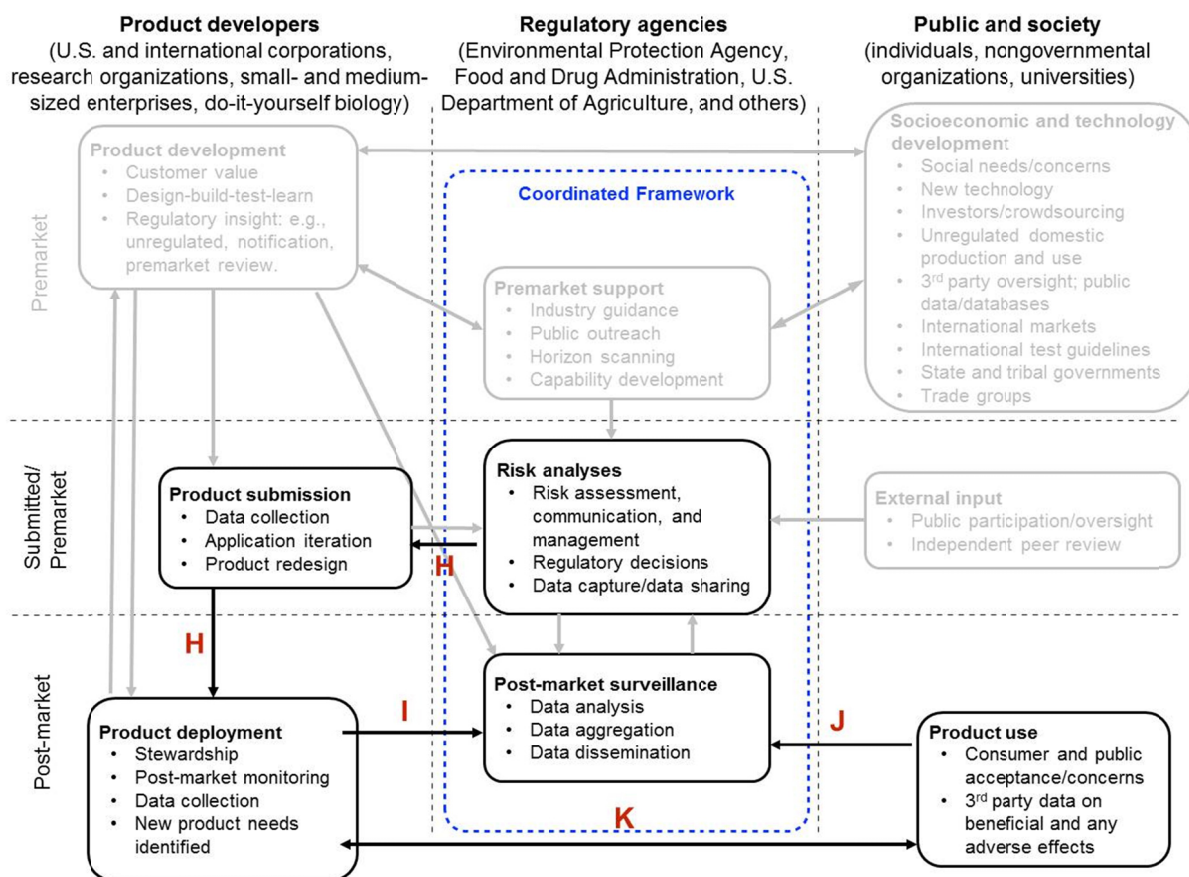 Product developers
(U.S. and international corporations,
research organizations, small- and medium-
sized enterprises, do-it-yourself biology)
Regulatory agencies
(Environmental Protection Agency,
Food and Drug Administration, U.S.
Department of Agriculture, and others)
Public and society
(individuals, nongovernmental
organizations, universities)
Premarket
Product development
• Customer value
• Design-build-test-learn
• Regulatory insight: e.g.,
unregulated, notification,
premarket review.
Coordinated Framework
Premarket support
• Industry guidance
• Public outreach
• Horizon scanning
• Capability development
Socioeconomic and technology
development
• Social needs/concerns
• New technology
• Investors/crowdsourcing
• Unregulated domestic
production and use
• 3rd party oversight; public
data/databases
• International markets
• International test guidelines
• State and tribal governments
• Trade groups
Submitted/
Premarket
Product submission
• Data collection
• Application iteration
• Product redesign
H
Risk analyses
• Risk assessment,
communication, and
management
• Regulatory decisions
• Data capture/data sharing
External input
• Public participation/oversight
• Independent peer review
Post-market
H
Product deployment
• Stewardship
• Post-market monitoring
• Data collection
• New product needs
identified
I
Post-market surveillance
• Data analysis
• Data aggregation
• Data dissemination
J
Product use
• Consumer and public
acceptance/concerns
• 3rd party data on
beneficial and any
adverse effects
K